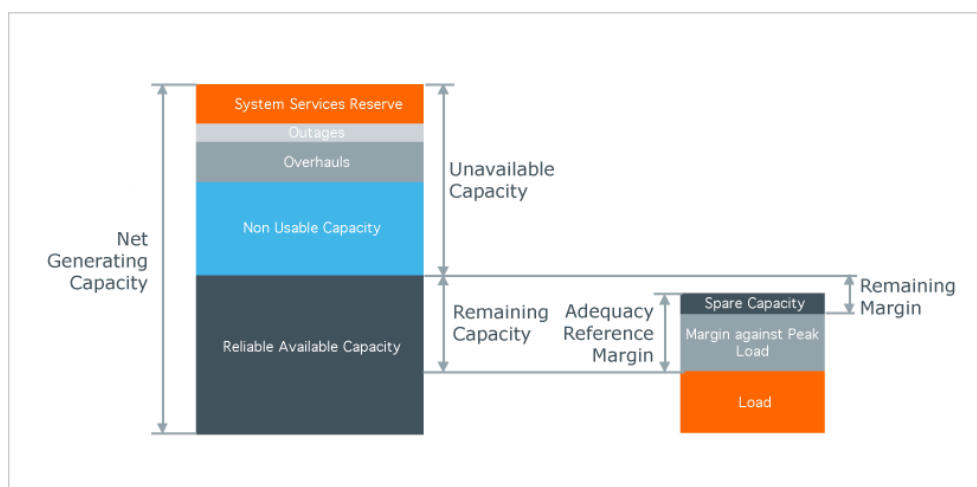 System Services Reserve
Outages
Overhauls
Non Usable Capacity
Reliable Available Capacity
Net
Generating
Capacity
Unavailable
Capacity
Remaining
Capacity
Adequacy
Reference
Margin
Spare Capacity
Margin against Peak
Load
Load
Remaining
Margin